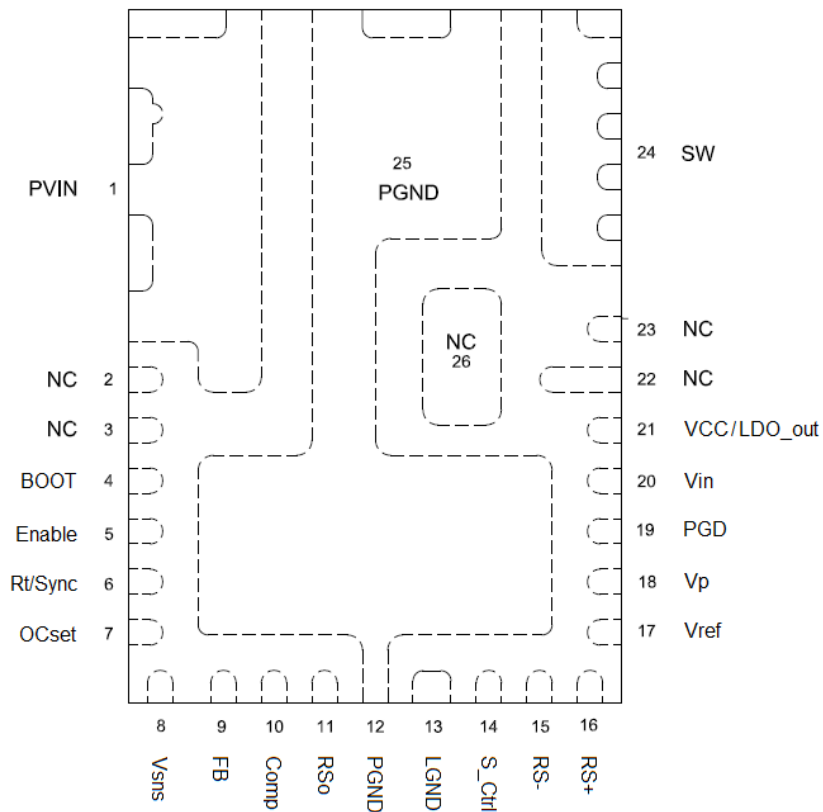 25
PGND
24 SW
PVIN 1
23 NC
NC
26
NC 2
22 NC
NC 3
21 VCC/LDO_out
BOOT 4
20 Vin
Enable 5
19 PGD
Rt/Sync 6
18 Vp
OCset 7
17 Vref
8 9 10 11 12 13 14 15 16
Vsns FB Comp RSo PGND LGND S_Ctrl RS- RS+